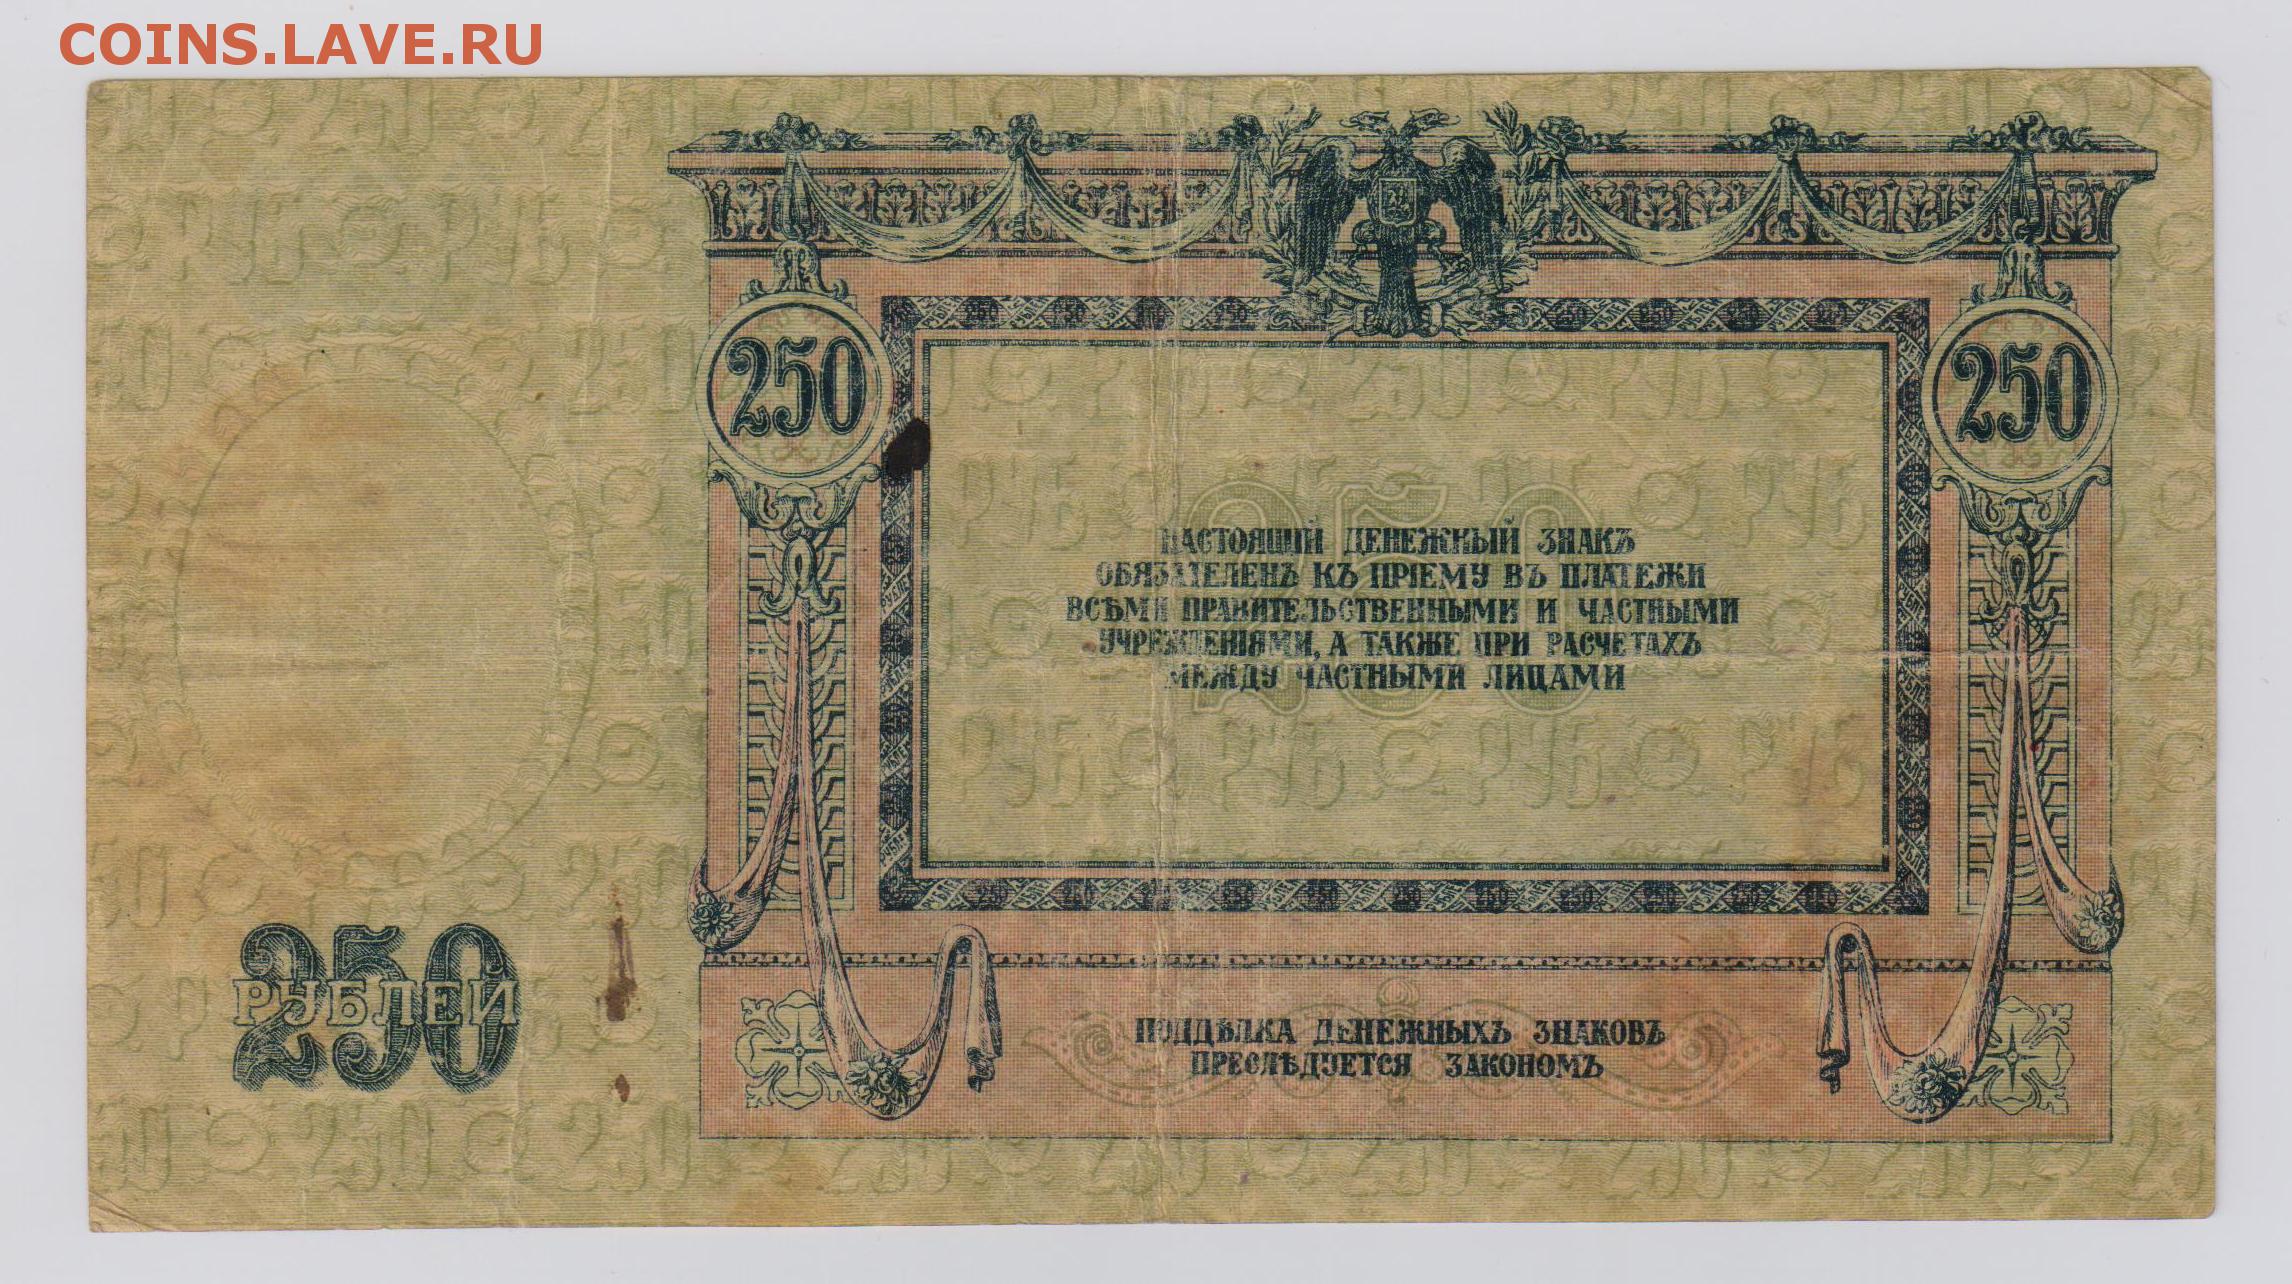 COINS.LAVE.RU
250
250
НАСТОЯЩІЙ ДЕНЕЖНЫЙ ЗНАКЪ
ОБЯЗАТЕЛЕНЪ КЪ ПРІЕМУ ВЪ ПЛАТЕЖИ
ВСѢМИ ПРАВИТЕЛЬСТВЕННЫМИ И ЧАСТНЫМИ
УЧРЕЖДЕНІЯМИ, А ТАКЖЕ ПРИ РАСЧЕТАХЪ
МЕЖДУ ЧАСТНЫМИ ЛИЦАМИ
250
250
РУБЛЕЙ
ПОДДѢЛКА ДЕНЕЖНЫХЪ ЗНАКОВЪ
ПРЕСЛѢДУЕТСЯ ЗАКОНОМЪ